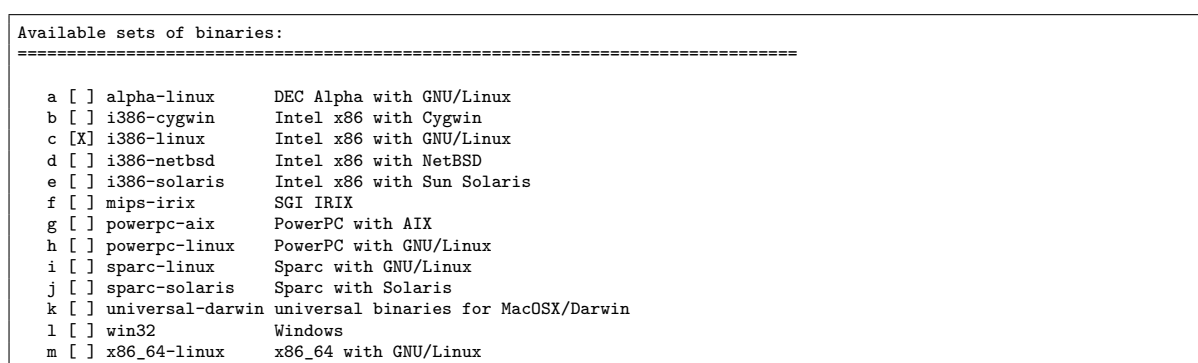 Available sets of binaries:
===============================================================================
a [ ] alpha-linux DEC Alpha with GNU/Linux
b [ ] i386-cygwin Intel x86 with Cygwin
c [X] i386-linux Intel x86 with GNU/Linux
d [ ] i386-netbsd Intel x86 with NetBSD
e [ ] i386-solaris Intel x86 with Sun Solaris
f [ ] mips-irix SGI IRIX
g [ ] powerpc-aix PowerPC with AIX
h [ ] powerpc-linux PowerPC with GNU/Linux
i [ ] sparc-linux Sparc with GNU/Linux
j [ ] sparc-solaris Sparc with Solaris
k [ ] universal-darwin universal binaries for MacOSX/Darwin
l [ ] win32 Windows
m [ ] x86_64-linux x86_64 with GNU/Linux